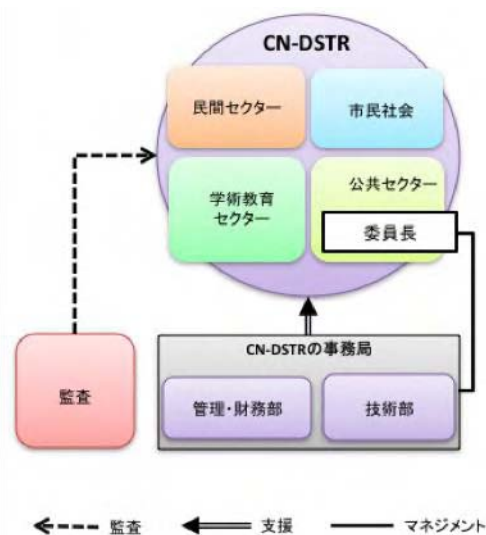 CN-DSTR
民間セクター
市民社会
学術教育
セクター
公共セクター
委員長
CN-DSTRの事務局
監査
管理・財務部
技術部
監査
支援
マネジメント